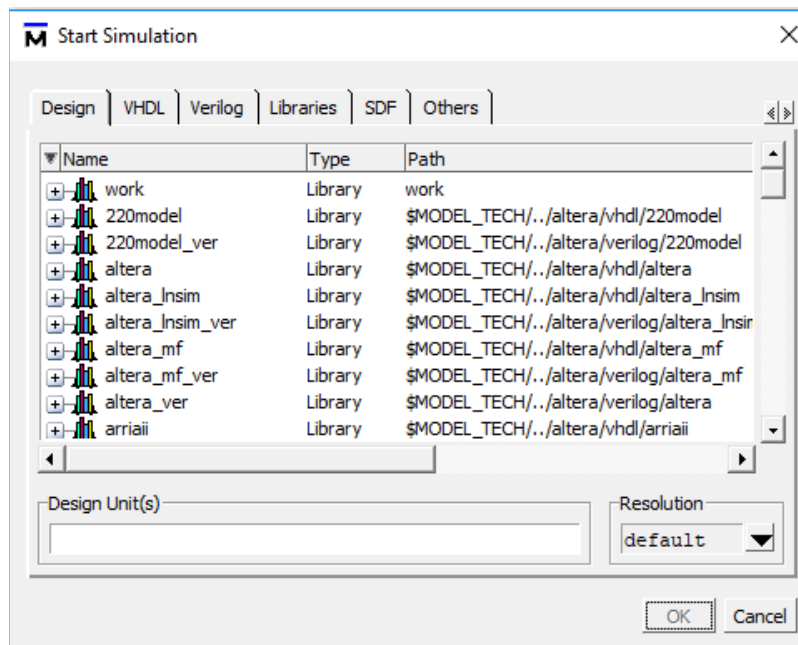 Start Simulation
Design VHDL Verilog Libraries SDF Others
Name Type Path
work Library work
220model Library $MODEL_TECH/../altera/vhdl/220model
220model_ver Library $MODEL_TECH/../altera/verilog/220model
altera Library $MODEL_TECH/../altera/vhdl/altera
altera_lnsim Library $MODEL_TECH/../altera/vhdl/altera_lnsim
altera_lnsim_ver Library $MODEL_TECH/../altera/verilog/altera_lnsim
altera_mf Library $MODEL_TECH/../altera/vhdl/altera_mf
altera_mf_ver Library $MODEL_TECH/../altera/verilog/altera_mf
altera_ver Library $MODEL_TECH/../altera/verilog/altera
arriaii Library $MODEL_TECH/../altera/vhdl/arriaii
Design Unit(s) Resolution
default
OK Cancel